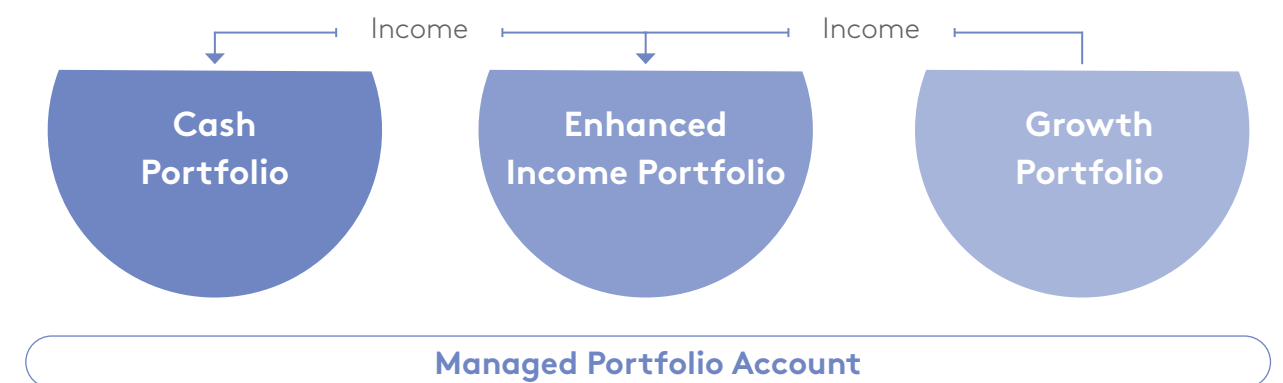 Income
Income
Cash
Portfolio
Enhanced
Income Portfolio
Growth
Portfolio
Managed Portfolio Account